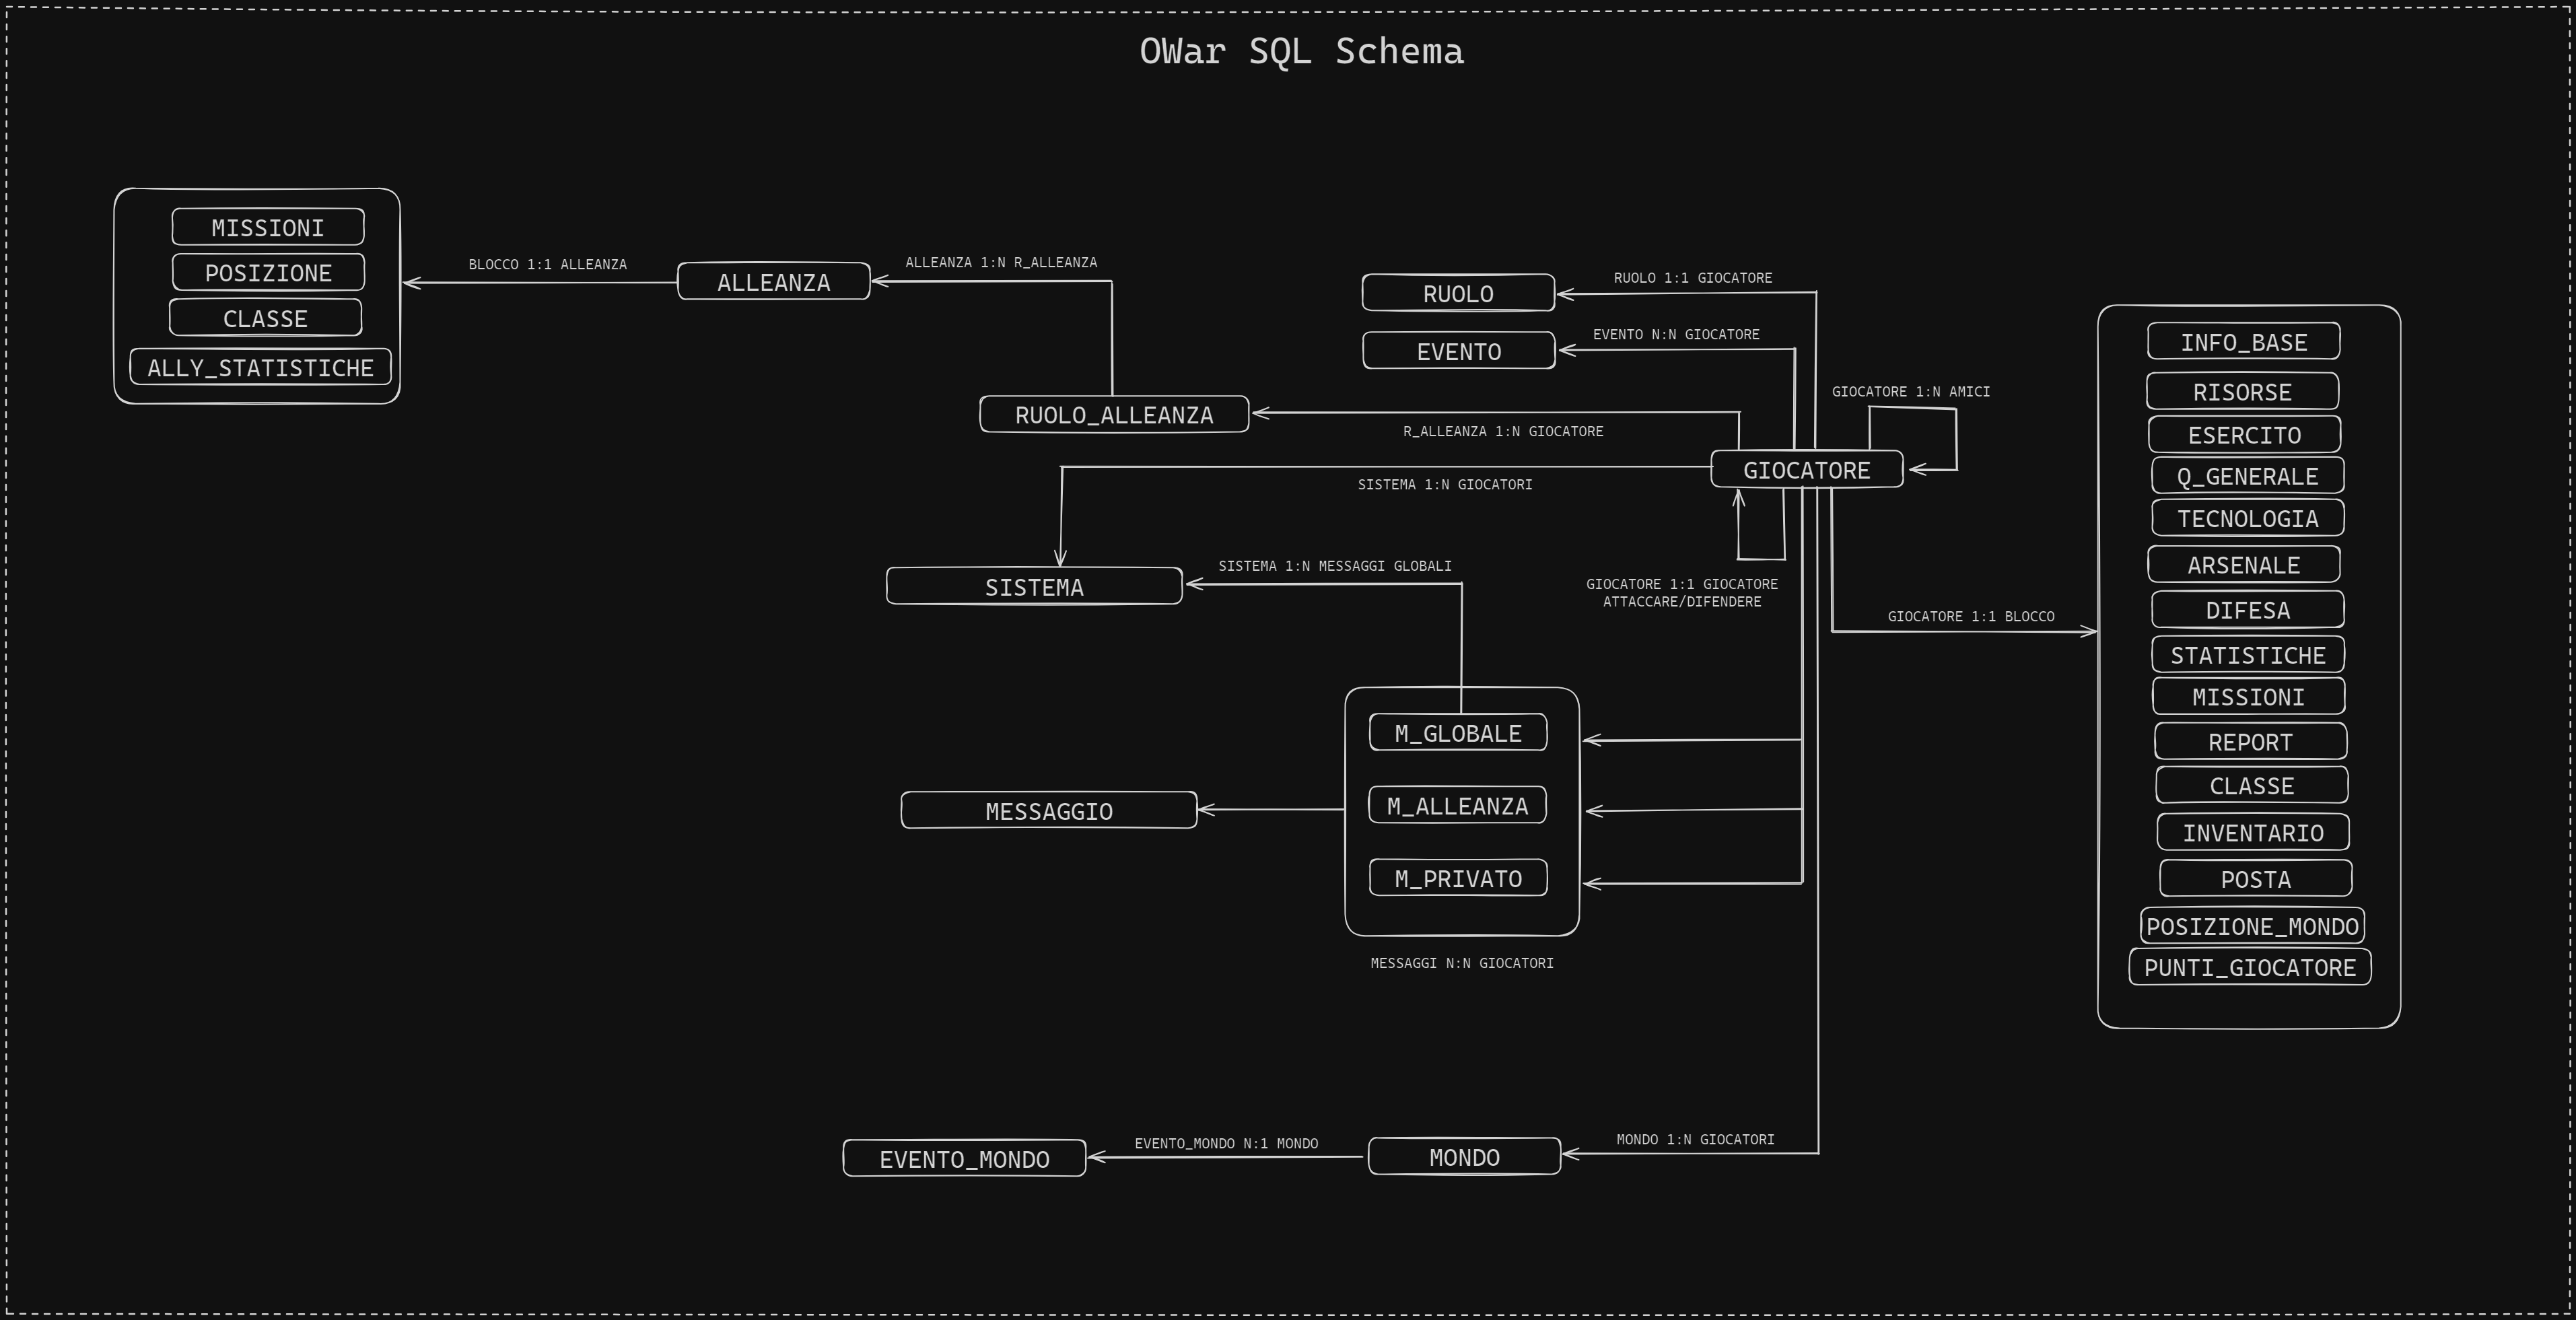 OWar SQL Schema
MISSIONI
POSIZIONE
CLASSE
ALLY_STATISTICHE
BLOCCO 1:1 ALLEANZA
ALLEANZA
ALLEANZA 1:N R_ALLEANZA
RUOLO
RUOLO 1:1 GIOCATORE
EVENTO
EVENTO N:N GIOCATORE
RUOLO_ALLEANZA
R_ALLEANZA 1:N GIOCATORE
GIOCATORE 1:N AMICI
GIOCATORE
SISTEMA 1:N GIOCATORI
SISTEMA
SISTEMA 1:N MESSAGGI GLOBALI
GIOCATORE 1:1 GIOCATORE
ATTACCARE/DIFENDERE
GIOCATORE 1:1 BLOCCO
M_GLOBALE
M_ALLEANZA
M_PRIVATO
MESSAGGIO
MESSAGGI N:N GIOCATORI
EVENTO_MONDO
EVENTO_MONDO N:1 MONDO
MONDO
MONDO 1:N GIOCATORI
INFO_BASE
RISORSE
ESERCITO
Q_GENERALE
TECNOLOGIA
ARSENALE
DIFESA
STATISTICHE
MISSIONI
REPORT
CLASSE
INVENTARIO
POSTA
POSIZIONE_MONDO
PUNTI_GIOCATORE